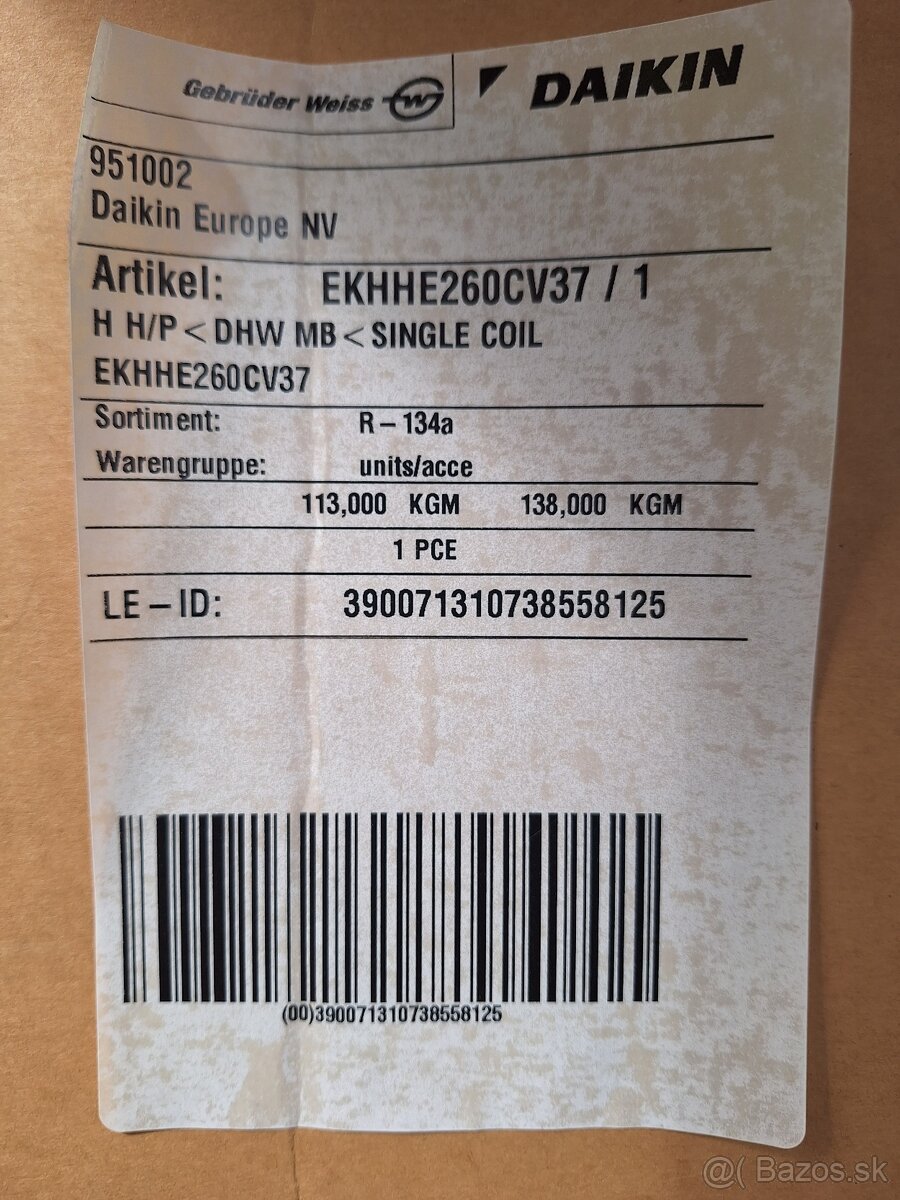 Gebrüder Weiss GW DAIKIN
951002
Daikin Europe NV
Artikel: EKHHE260CV37 / 1
H H/P < DHW MB < SINGLE COIL
EKHHE260CV37
Sortiment: R-134a
Warengruppe: units/acce
113,000 KGM 138,000 KGM
1 PCE
LE-ID: 390071310738558125
(00)390071310738558125
@( Bazos.sk